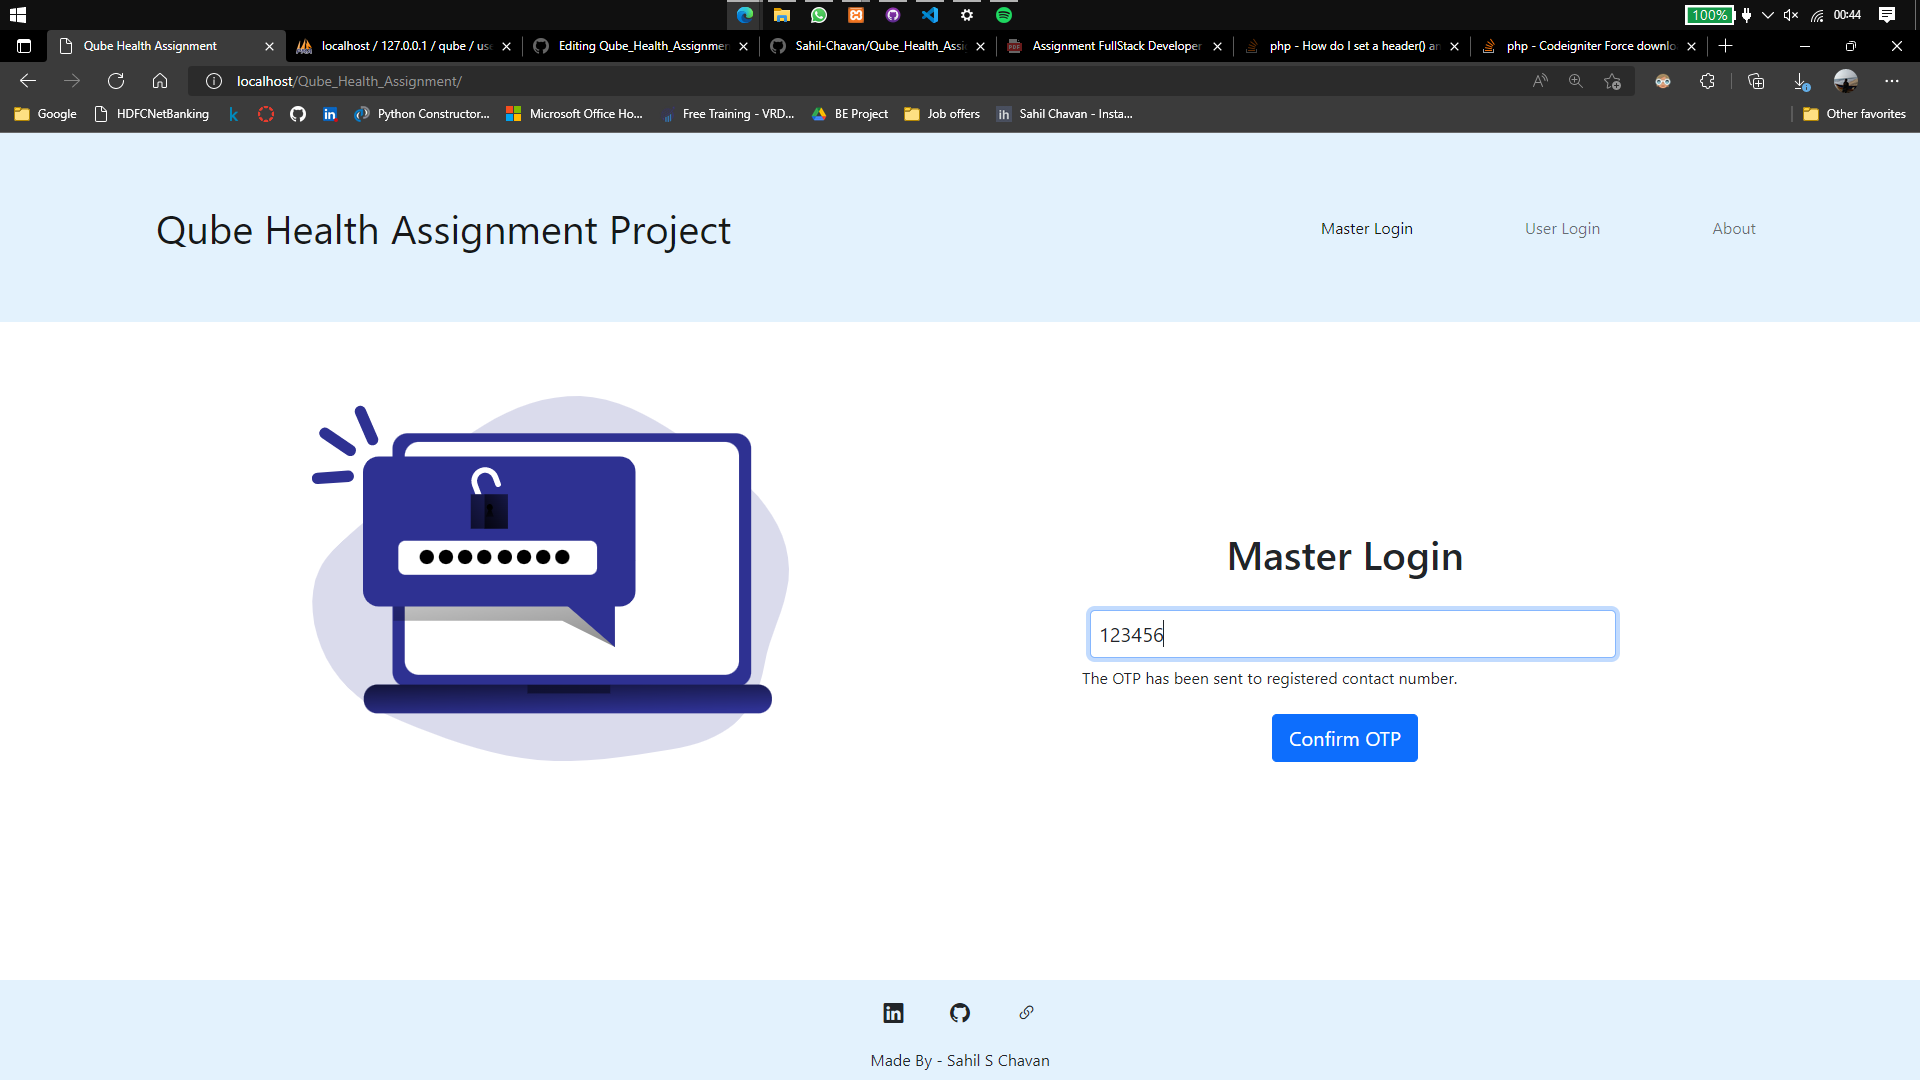 100%
00:44
Qube Health Assignment
localhost / 127.0.0.1 / qube / us
Editing Qube_Health_Assignmen
Sahil-Chavan/Qube_Health_Assi
Assignment FullStack Developer
php - How do I set a header() a
php - Codeigniter Force downlo
localhost/Qube_Health_Assignment/
Google
HDFCNetBanking
Python Constructor...
Microsoft Office Ho...
Free Training - VRD...
BE Project
Job offers
Sahil Chavan - Insta...
Other favorites
Qube Health Assignment Project
Master Login
User Login
About
Master Login
123456
The OTP has been sent to registered contact number.
Confirm OTP
Made By - Sahil S Chavan